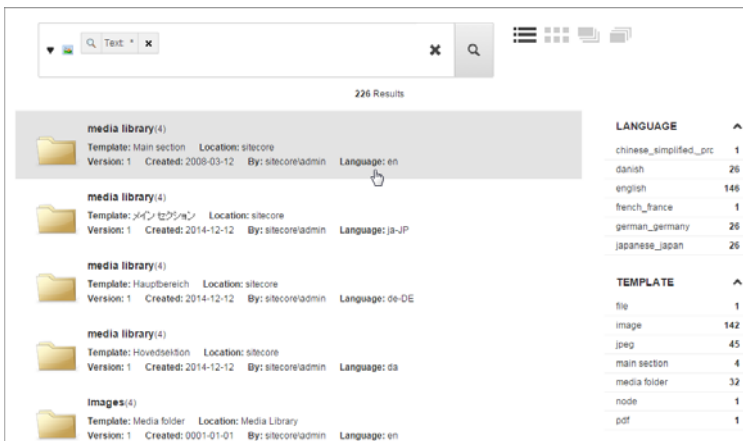 Text: *
226 Results
media library(4)
Template: Main section Location: sitecore
Version: 1 Created: 2008-03-12 By: sitecore\admin Language: en
media library(4)
Template: メイン セクション Location: sitecore
Version: 1 Created: 2014-12-12 By: sitecore\admin Language: ja-JP
media library(4)
Template: Hauptbereich Location: sitecore
Version: 1 Created: 2014-12-12 By: sitecore\admin Language: de-DE
media library(4)
Template: Hovedsektion Location: sitecore
Version: 1 Created: 2014-12-12 By: sitecore\admin Language: da
Images(4)
Template: Media folder Location: Media Library
Version: 1 Created: 0001-01-01 By: sitecore\admin Language: en
LANGUAGE
chinese_simplified,_prc 1
danish 26
english 146
french_france 1
german_germany 26
japanese_japan 26
TEMPLATE
file 1
image 142
jpeg 45
main section 4
media folder 32
node 1
pdf 1